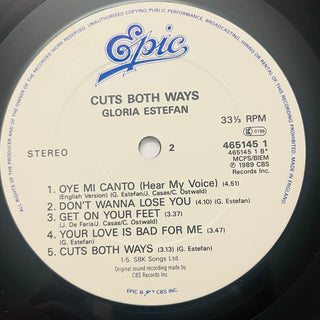 ALL RIGHTS OF THE PRODUCER AND OF THE OWNER OF THE RECORDED WORK RESERVED. UNAUTHORISED COPYING, PUBLIC PERFORMANCE, BROADCASTING, HIRING OR RENTAL OF THIS RECORDING PROHIBITED. MADE IN ENGLAND
Epic
CUTS BOTH WAYS
GLORIA ESTEFAN
33⅓ RPM
STEREO
2
465145 1
465145 1 B*
MCPS/BIEM
℗ 1989 CBS
Records Inc.
1. OYE MI CANTO (Hear My Voice) (4.51)
(English Version) (G. Estefan/J. Casas/C. Ostwald)
2. DON'T WANNA LOSE YOU (4.10) (G. Estefan)
3. GET ON YOUR FEET (3.37)
(J. De Faria/J. Casas/C. Ostwald)
4. YOUR LOVE IS BAD FOR ME (3.47)
(G. Estefan)
5. CUTS BOTH WAYS (3.13) (G. Estefan)
1-5. SBK Songs Ltd.
Original sound recording made by
CBS Records Inc
EPIC &
CBS INC.